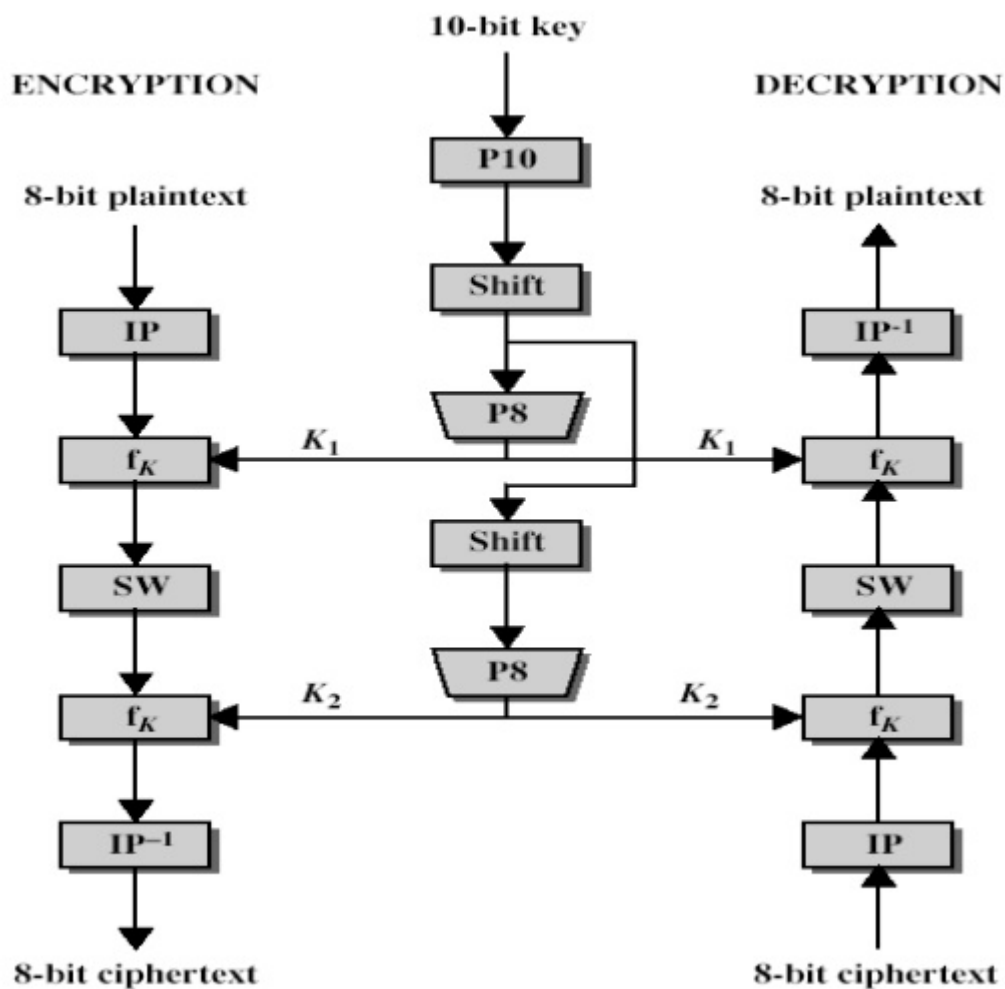 10-bit key
ENCRYPTION
DECRYPTION
P10
8-bit plaintext
8-bit plaintext
Shift
IP
IP-1
P8
K1
K1
fK
fK
Shift
SW
SW
P8
K2
K2
fK
fK
IP–1
IP
8-bit ciphertext
8-bit ciphertext